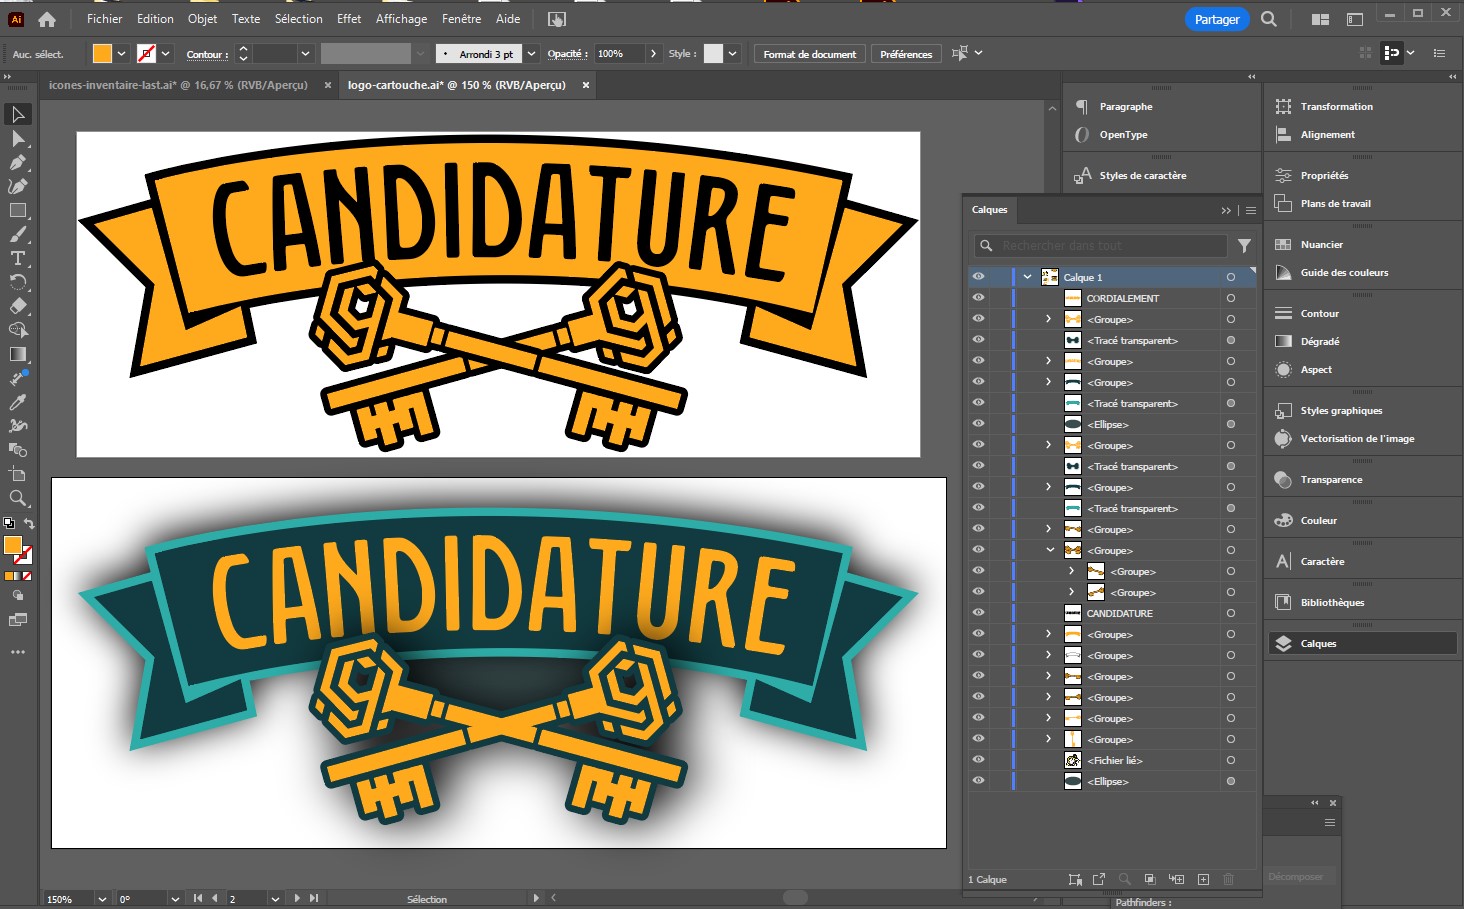 Ai
Fichier Edition Objet Texte Sélection Effet Affichage Fenêtre Aide
Partager
Auc. sélect.
Contour :
Arrondi 3 pt
Opacité :
100%
Style :
Format de document
Préférences
icones-inventaire-last.ai* @ 16,67 % (RVB/Aperçu)
logo-cartouche.ai* @ 150 % (RVB/Aperçu)
CANDIDATURE
CANDIDATURE
Paragraphe
OpenType
Styles de caractère
Calques
Rechercher dans tout
Calque 1
CORDIALEMENT
<Groupe>
<Tracé transparent>
<Groupe>
<Groupe>
<Tracé transparent>
<Ellipse>
<Groupe>
<Tracé transparent>
<Groupe>
<Tracé transparent>
<Groupe>
<Groupe>
<Groupe>
<Groupe>
CANDIDATURE
<Groupe>
<Groupe>
<Groupe>
<Groupe>
<Groupe>
<Groupe>
<Fichier lié>
<Ellipse>
1 Calque
Transformation
Alignement
Propriétés
Plans de travail
Nuancier
Guide des couleurs
Contour
Dégradé
Aspect
Styles graphiques
Vectorisation de l'image
Transparence
Couleur
Caractère
Bibliothèques
Calques
Décomposer
Pathfinders :
150%
0°
2
Sélection